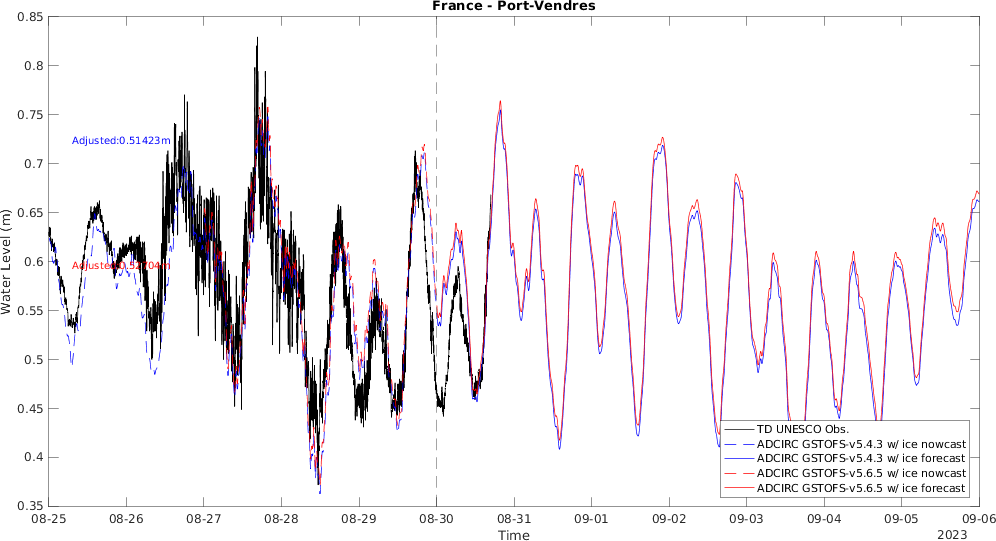 France - Port-Vendres
0.85
0.8
0.75
0.7
0.65
0.6
0.55
0.5
0.45
0.4
0.35
Water Level (m)
Adjusted:0.51423m
TD UNESCO Obs.
ADCIRC GSTOFS-v5.4.3 w/ ice nowcast
ADCIRC GSTOFS-v5.4.3 w/ ice forecast
ADCIRC GSTOFS-v5.6.5 w/ ice nowcast
ADCIRC GSTOFS-v5.6.5 w/ ice forecast
08-25 08-26 08-27 08-28 08-29 08-30 08-31 09-01 09-02 09-03 09-04 09-05 09-06
Time
2023